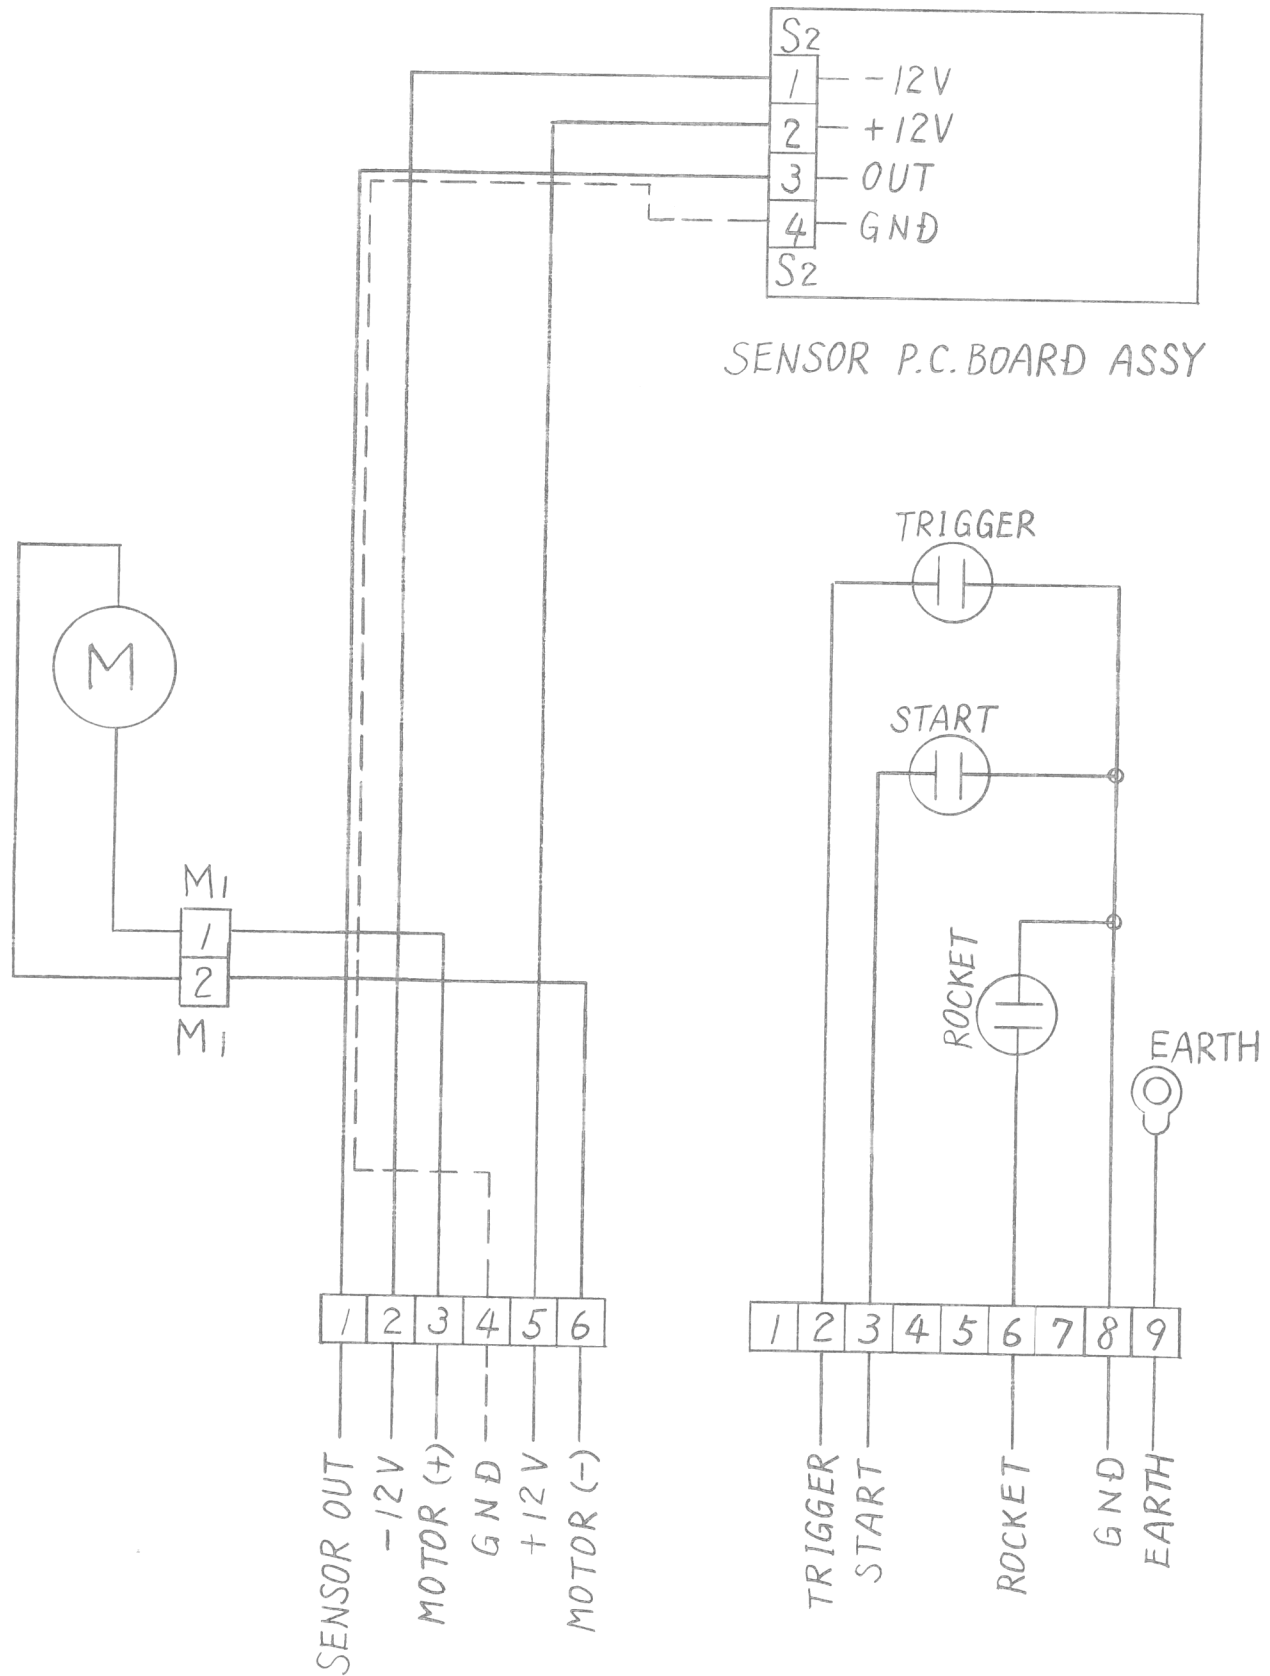 S2
1 -12V
2 +12V
3 OUT
4 GND
S2
SENSOR P.C.BOARD ASSY
TRIGGER
START
M
M1
1
2
M1
ROCKET
EARTH
1 2 3 4 5 6
SENSOR OUT
-12V
MOTOR (+)
GND
+12V
MOTOR (-)
1 2 3 4 5 6 7 8 9
TRIGGER
START
ROCKET
GND
EARTH